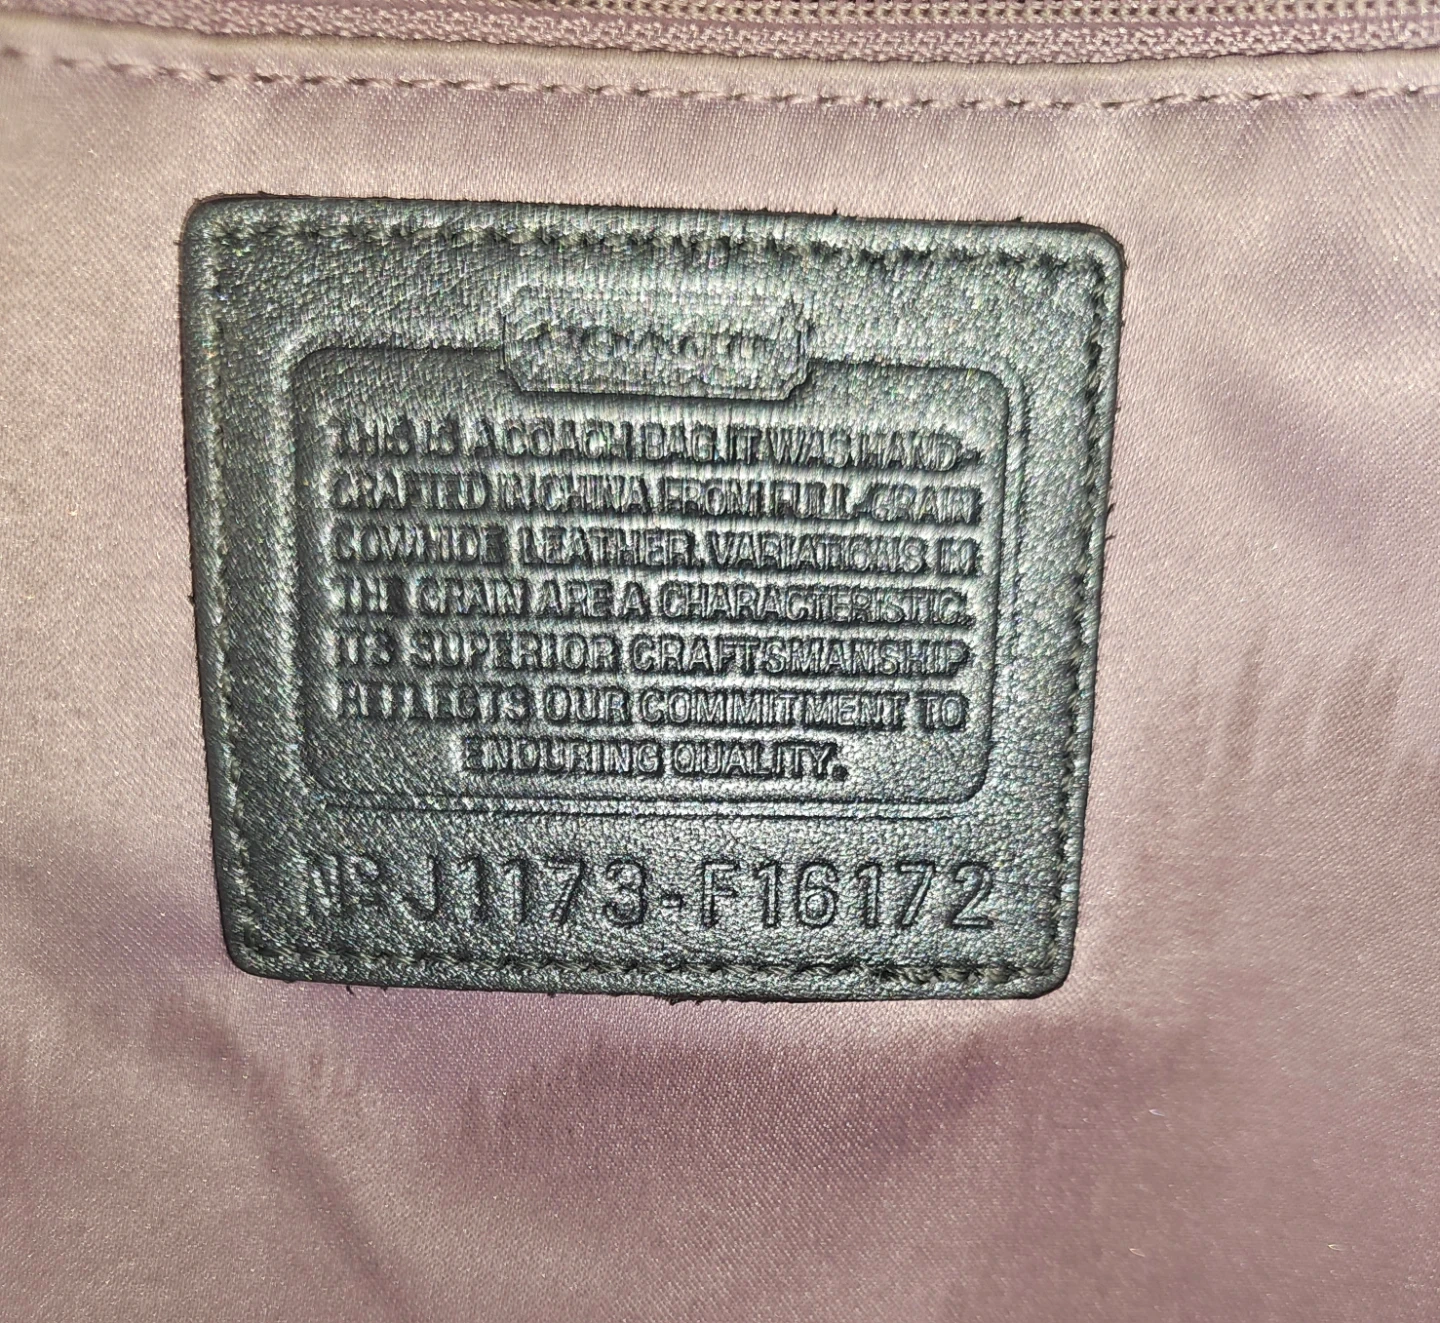 COACH
THIS IS A COACH BAG. IT WAS HAND-
CRAFTED IN CHINA FROM FULL-GRAIN
COWHIDE LEATHER. VARIATIONS IN
THE GRAIN ARE A CHARACTERISTIC.
ITS SUPERIOR CRAFTSMANSHIP
REFLECTS OUR COMMITMENT TO
ENDURING QUALITY.
Nº J1173-F16172